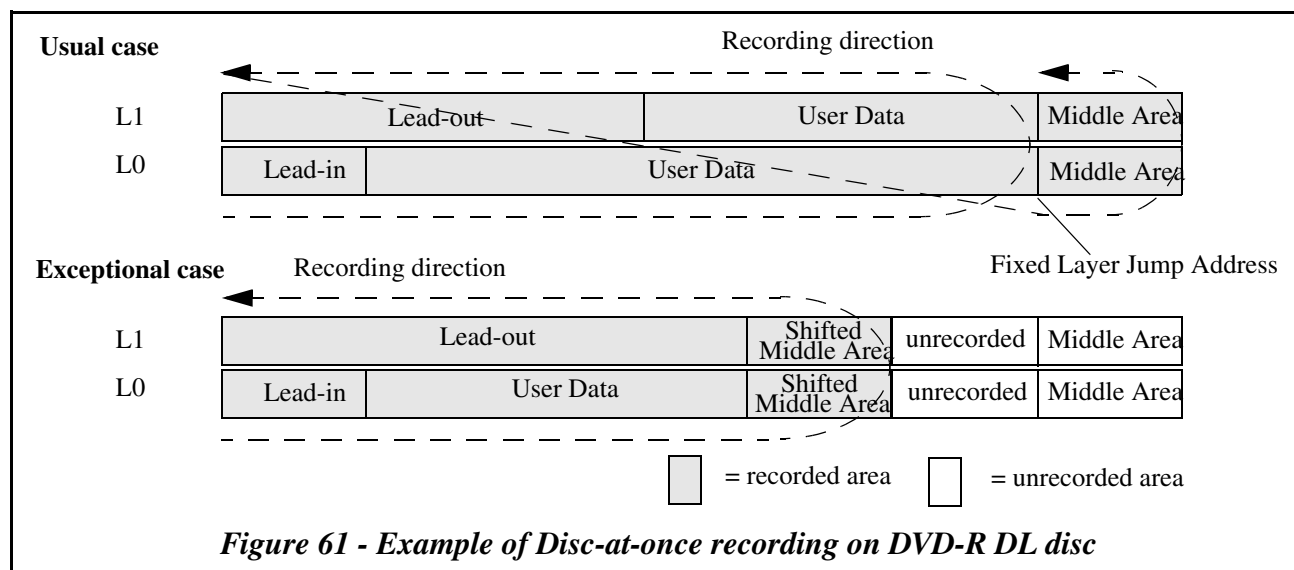 Usual case
Recording direction
L1
Lead-out
User Data
Middle Area
L0
Lead-in
User Data
Middle Area
Fixed Layer Jump Address
Exceptional case
Recording direction
L1
Lead-out
Shifted
Middle Area
unrecorded
Middle Area
L0
Lead-in
User Data
Shifted
Middle Area
unrecorded
Middle Area
= recorded area
= unrecorded area
Figure 61 - Example of Disc-at-once recording on DVD-R DL disc